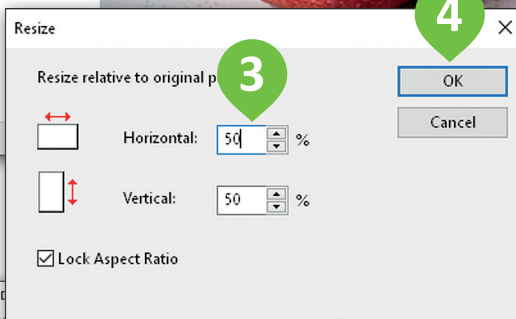 4
Resize
Resize relative to original p
3
OK
Horizontal: 50 %
Cancel
Vertical: 50 %
Lock Aspect Ratio